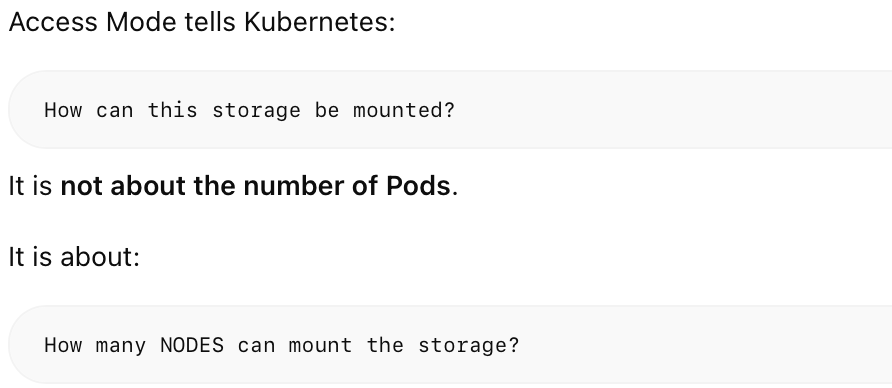 Access Mode tells Kubernetes:
How can this storage be mounted?
It is not about the number of Pods.
It is about:
How many NODES can mount the storage?